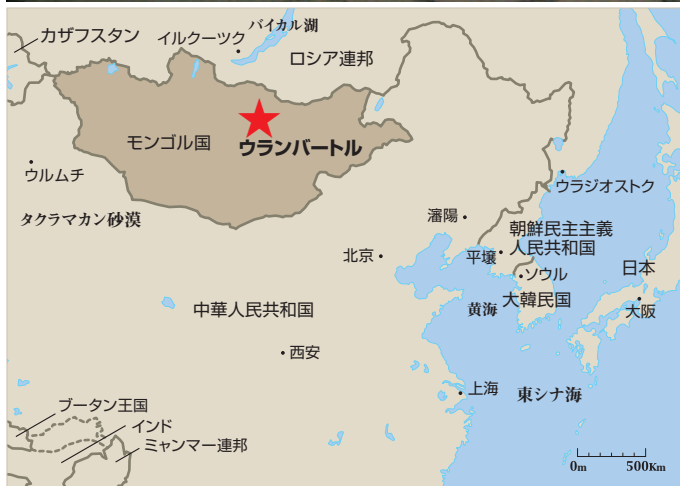 カザフスタン
イルクーツク
バイカル湖
ロシア連邦
モンゴル国
ウランバートル
ウルムチ
タクラマカン砂漠
ウラジオストク
瀋陽
朝鮮民主主義
人民共和国
北京
平壌
ソウル
日本
中華人民共和国
黄海
大韓民国
大阪
西安
上海
東シナ海
ブータン王国
インド
ミャンマー連邦
0m
500Km